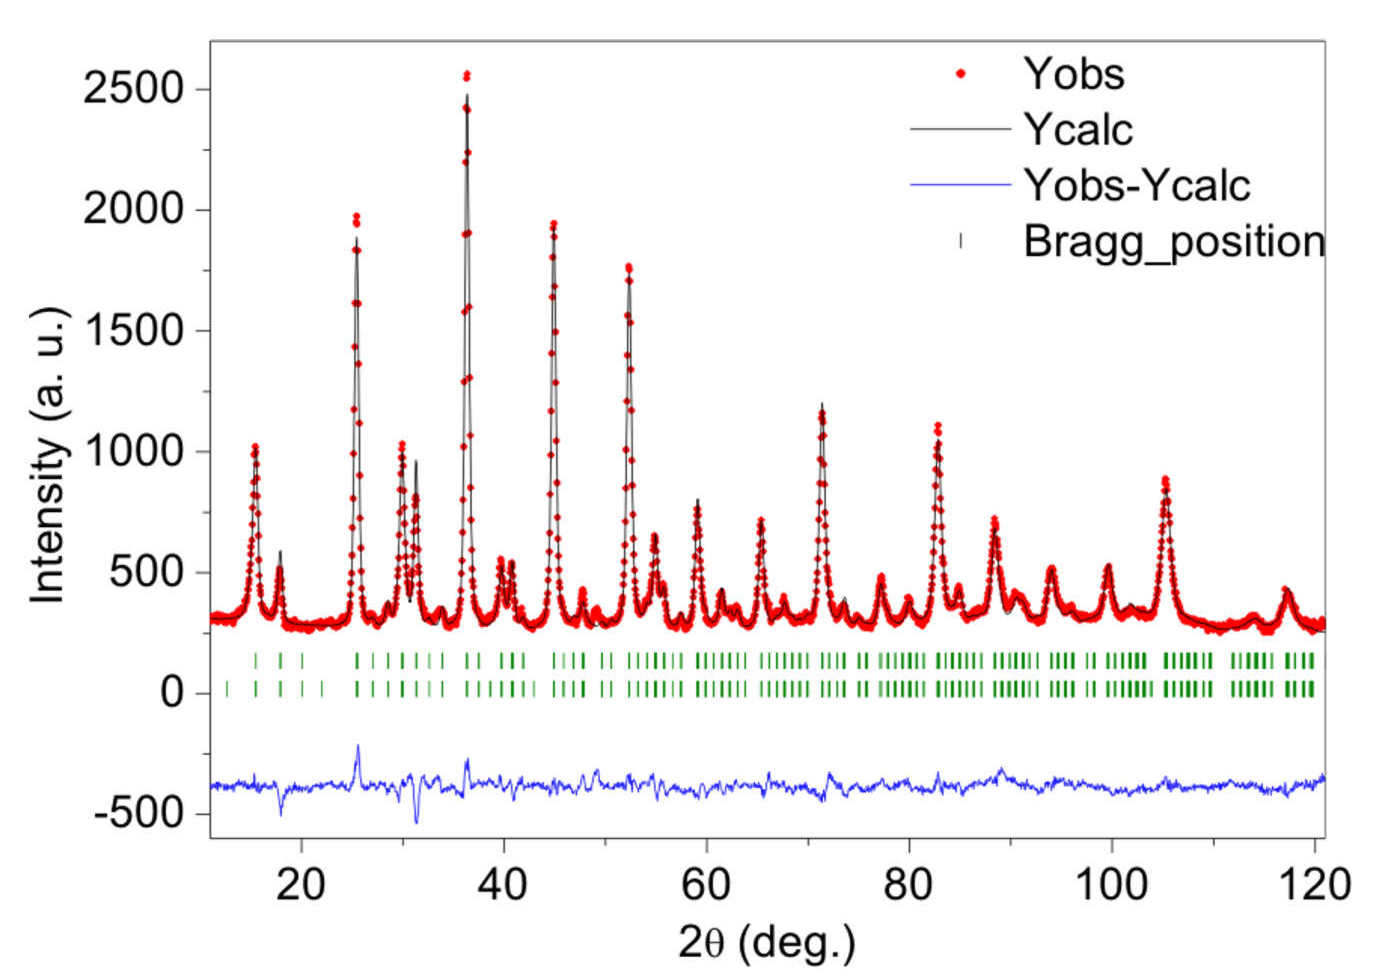 Yobs
Ycalc
Yobs-Ycalc
Bragg_position
2500
2000
1500
1000
500
0
-500
Intensity (a. u.)
20 40 60 80 100 120
2θ (deg.)